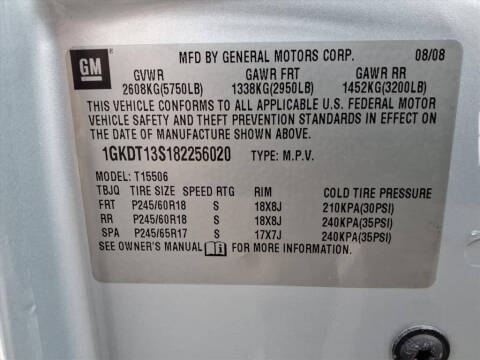 GM
MFD BY GENERAL MOTORS CORP. 08/08
GVWR GAWR FRT GAWR RR
2608KG(5750LB) 1338KG(2950LB) 1452KG(3200LB)
THIS VEHICLE CONFORMS TO ALL APPLICABLE U.S. FEDERAL MOTOR
VEHICLE SAFETY AND THEFT PREVENTION STANDARDS IN EFFECT ON
THE DATE OF MANUFACTURE SHOWN ABOVE.
1GKDT13S182256020 TYPE: M.P.V.
MODEL: T15506
TBJQ TIRE SIZE SPEED RTG RIM COLD TIRE PRESSURE
FRT P245/60R18 S 18X8J 210KPA(30PSI)
RR P245/60R18 S 18X8J 240KPA(35PSI)
SPA P245/65R17 S 17X7J 240KPA(35PSI)
SEE OWNER'S MANUAL FOR MORE INFORMATION.